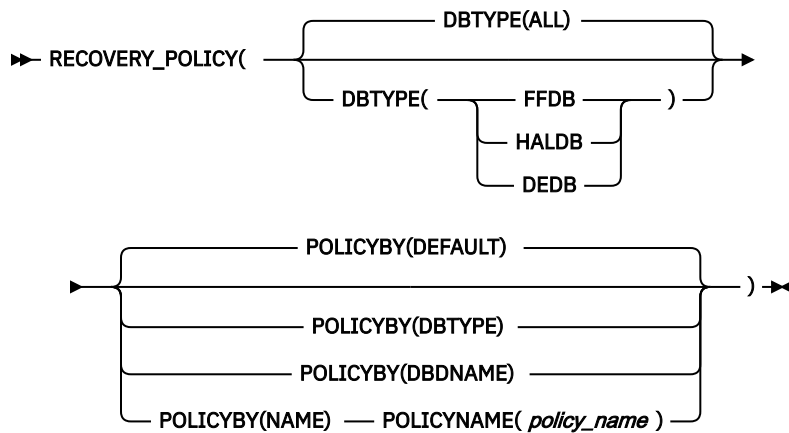 DBTYPE(ALL)
RECOVERY_POLICY(
DBTYPE( FFDB )
HALDB
DEDB
POLICYBY(DEFAULT)
)
POLICYBY(DBTYPE)
POLICYBY(DBDNAME)
POLICYBY(NAME) POLICYNAME( policy_name )